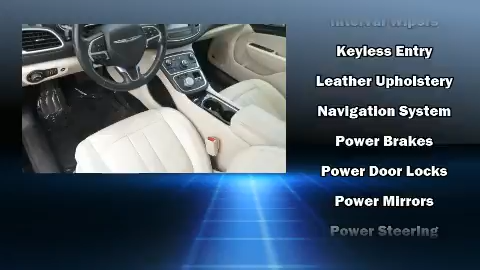 Interval Wipers
Keyless Entry
Leather Upholstery
Navigation System
Power Brakes
Power Door Locks
Power Mirrors
Power Steering